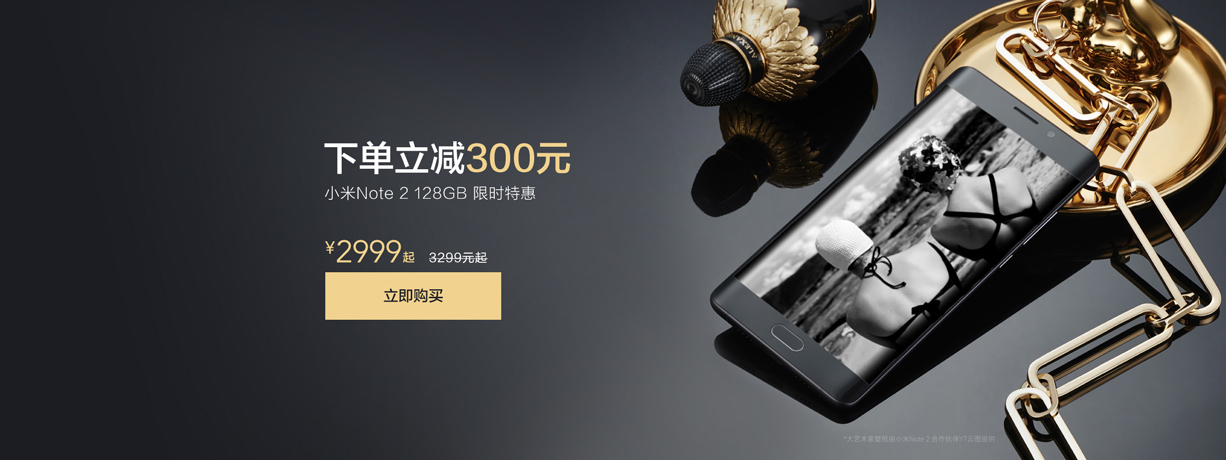 下单立减300元
小米Note 2 128GB 限时特惠
¥2999起 3299元起
立即购买
ALEXA
*大艺术家壁纸由小米Note 2合作伙伴Y7云图提供